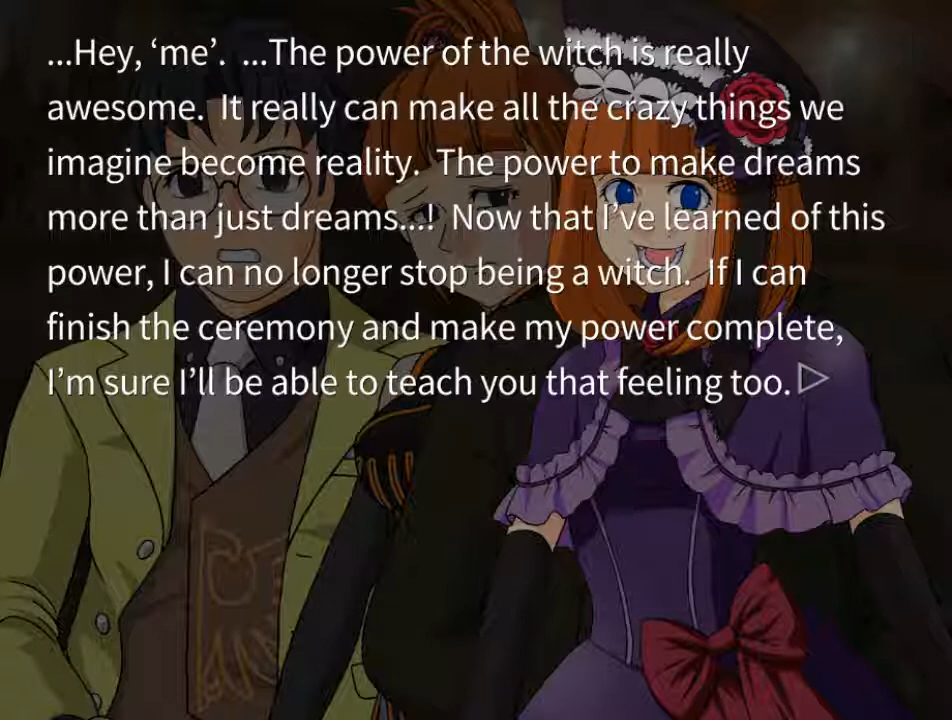 ...Hey, ‘me’.  ...The power of the witch is really
awesome.  It really can make all the crazy things we
imagine become reality.  The power to make dreams
more than just dreams...!  Now that I’ve learned of this
power, I can no longer stop being a witch.  If I can
finish the ceremony and make my power complete,
I’m sure I’ll be able to teach you that feeling too.